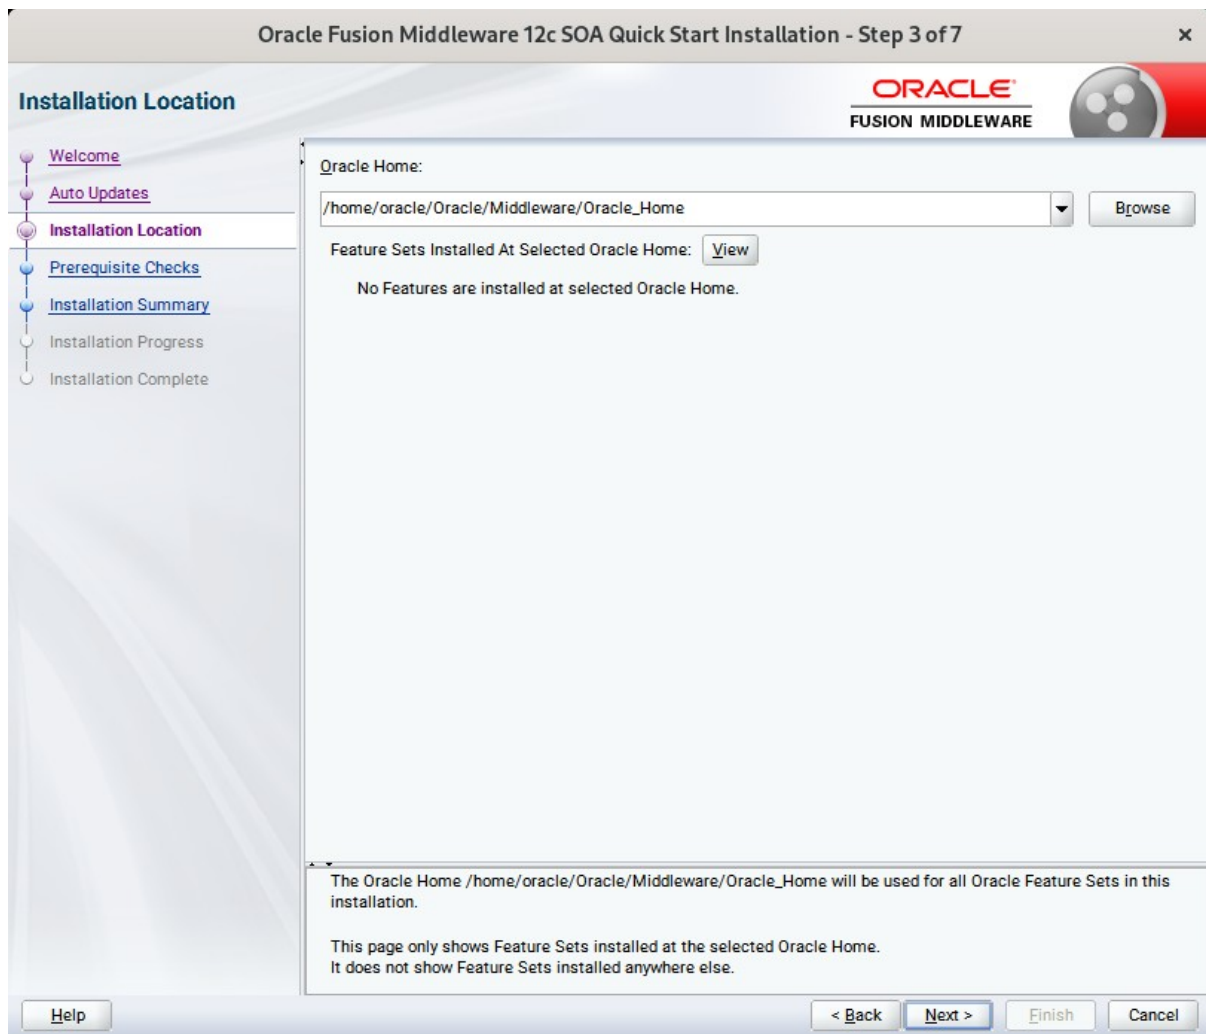 Oracle Fusion Middleware 12c SOA Quick Start Installation - Step 3 of 7
×
Installation Location
ORACLE
FUSION MIDDLEWARE
Welcome
Auto Updates
Installation Location
Prerequisite Checks
Installation Summary
Installation Progress
Installation Complete
Oracle Home:
/home/oracle/Oracle/Middleware/Oracle_Home
Browse
Feature Sets Installed At Selected Oracle Home: View
No Features are installed at selected Oracle Home.
The Oracle Home /home/oracle/Oracle/Middleware/Oracle_Home will be used for all Oracle Feature Sets in this
installation.
This page only shows Feature Sets installed at the selected Oracle Home.
It does not show Feature Sets installed anywhere else.
Help
< Back
Next >
Finish
Cancel